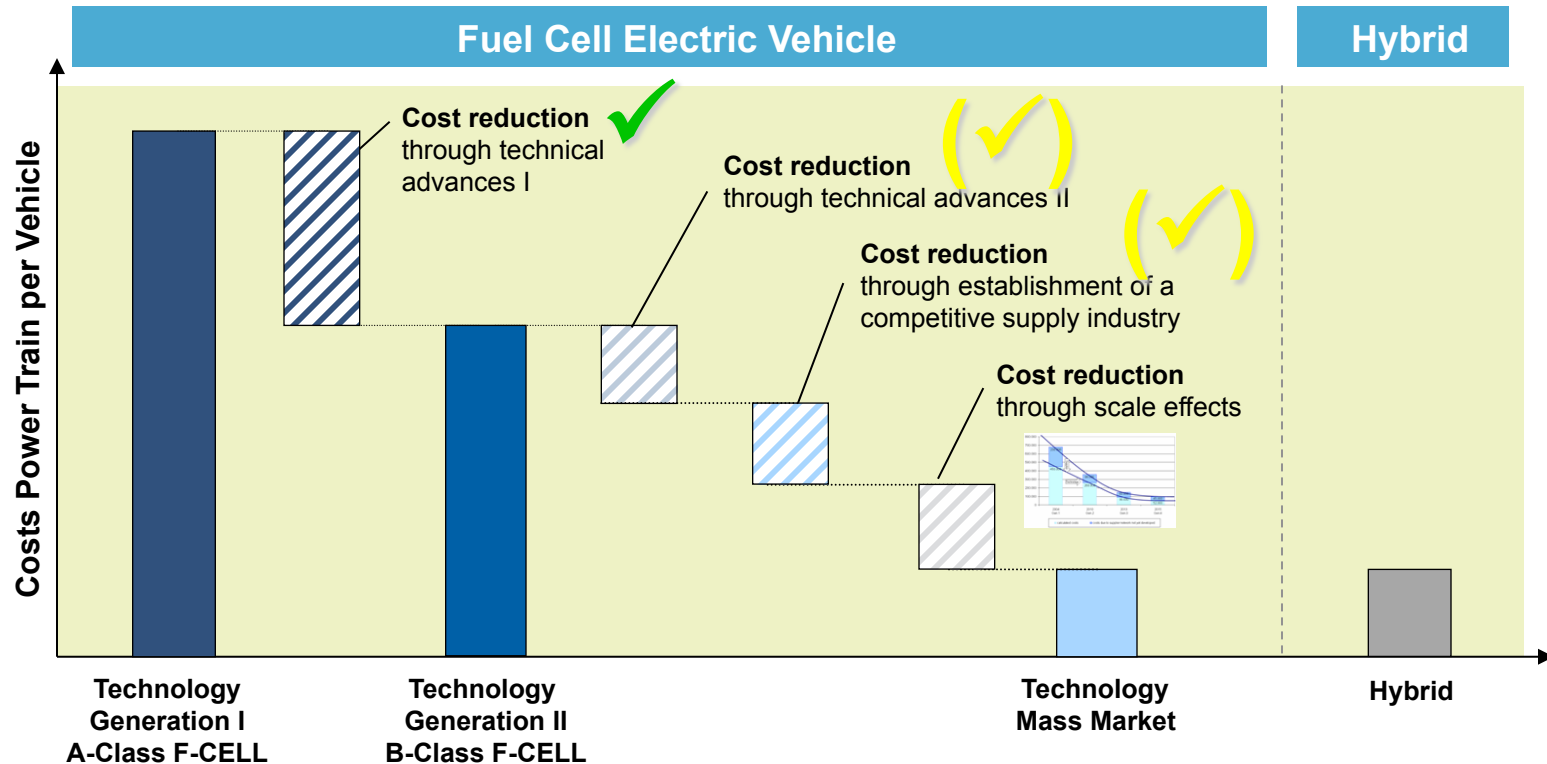 Fuel Cell Electric Vehicle
Hybrid
Costs Power Train per Vehicle
Cost reduction
through technical
advances I
Cost reduction
through technical advances II
Cost reduction
through establishment of a
competitive supply industry
Cost reduction
through scale effects
Technology
Generation I
A-Class F-CELL
Technology
Generation II
B-Class F-CELL
Technology
Mass Market
Hybrid